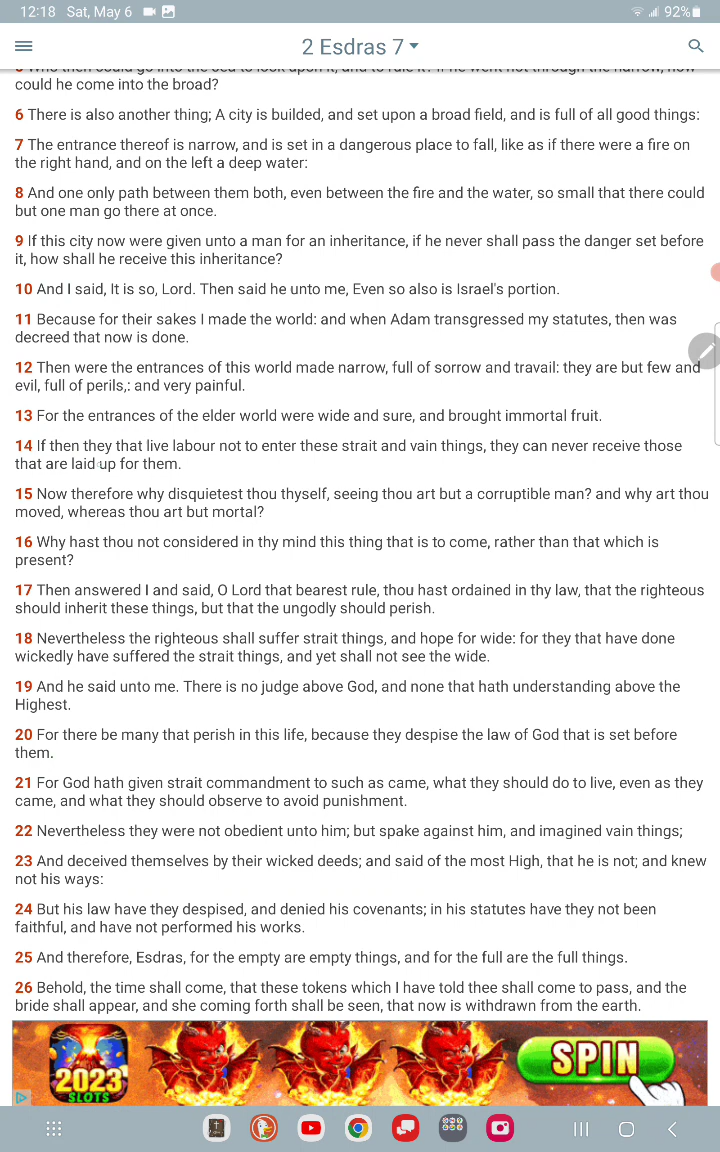 12:18 Sat, May 6 92%
2 Esdras 7
5 Who then could go into the sea to look upon it, and to rule it? if he went not through the narrow, how
could he come into the broad?
6 There is also another thing; A city is builded, and set upon a broad field, and is full of all good things:
7 The entrance thereof is narrow, and is set in a dangerous place to fall, like as if there were a fire on
the right hand, and on the left a deep water:
8 And one only path between them both, even between the fire and the water, so small that there could
but one man go there at once.
9 If this city now were given unto a man for an inheritance, if he never shall pass the danger set before
it, how shall he receive this inheritance?
10 And I said, It is so, Lord. Then said he unto me, Even so also is Israel's portion.
11 Because for their sakes I made the world: and when Adam transgressed my statutes, then was
decreed that now is done.
12 Then were the entrances of this world made narrow, full of sorrow and travail: they are but few and
evil, full of perils,: and very painful.
13 For the entrances of the elder world were wide and sure, and brought immortal fruit.
14 If then they that live labour not to enter these strait and vain things, they can never receive those
that are laid up for them.
15 Now therefore why disquietest thou thyself, seeing thou art but a corruptible man? and why art thou
moved, whereas thou art but mortal?
16 Why hast thou not considered in thy mind this thing that is to come, rather than that which is
present?
17 Then answered I and said, O Lord that bearest rule, thou hast ordained in thy law, that the righteous
should inherit these things, but that the ungodly should perish.
18 Nevertheless the righteous shall suffer strait things, and hope for wide: for they that have done
wickedly have suffered the strait things, and yet shall not see the wide.
19 And he said unto me. There is no judge above God, and none that hath understanding above the
Highest.
20 For there be many that perish in this life, because they despise the law of God that is set before
them.
21 For God hath given strait commandment to such as came, what they should do to live, even as they
came, and what they should observe to avoid punishment.
22 Nevertheless they were not obedient unto him; but spake against him, and imagined vain things;
23 And deceived themselves by their wicked deeds; and said of the most High, that he is not; and knew
not his ways:
24 But his law have they despised, and denied his covenants; in his statutes have they not been
faithful, and have not performed his works.
25 And therefore, Esdras, for the empty are empty things, and for the full are the full things.
26 Behold, the time shall come, that these tokens which I have told thee shall come to pass, and the
bride shall appear, and she coming forth shall be seen, that now is withdrawn from the earth.
2023
SLOTS
SPIN